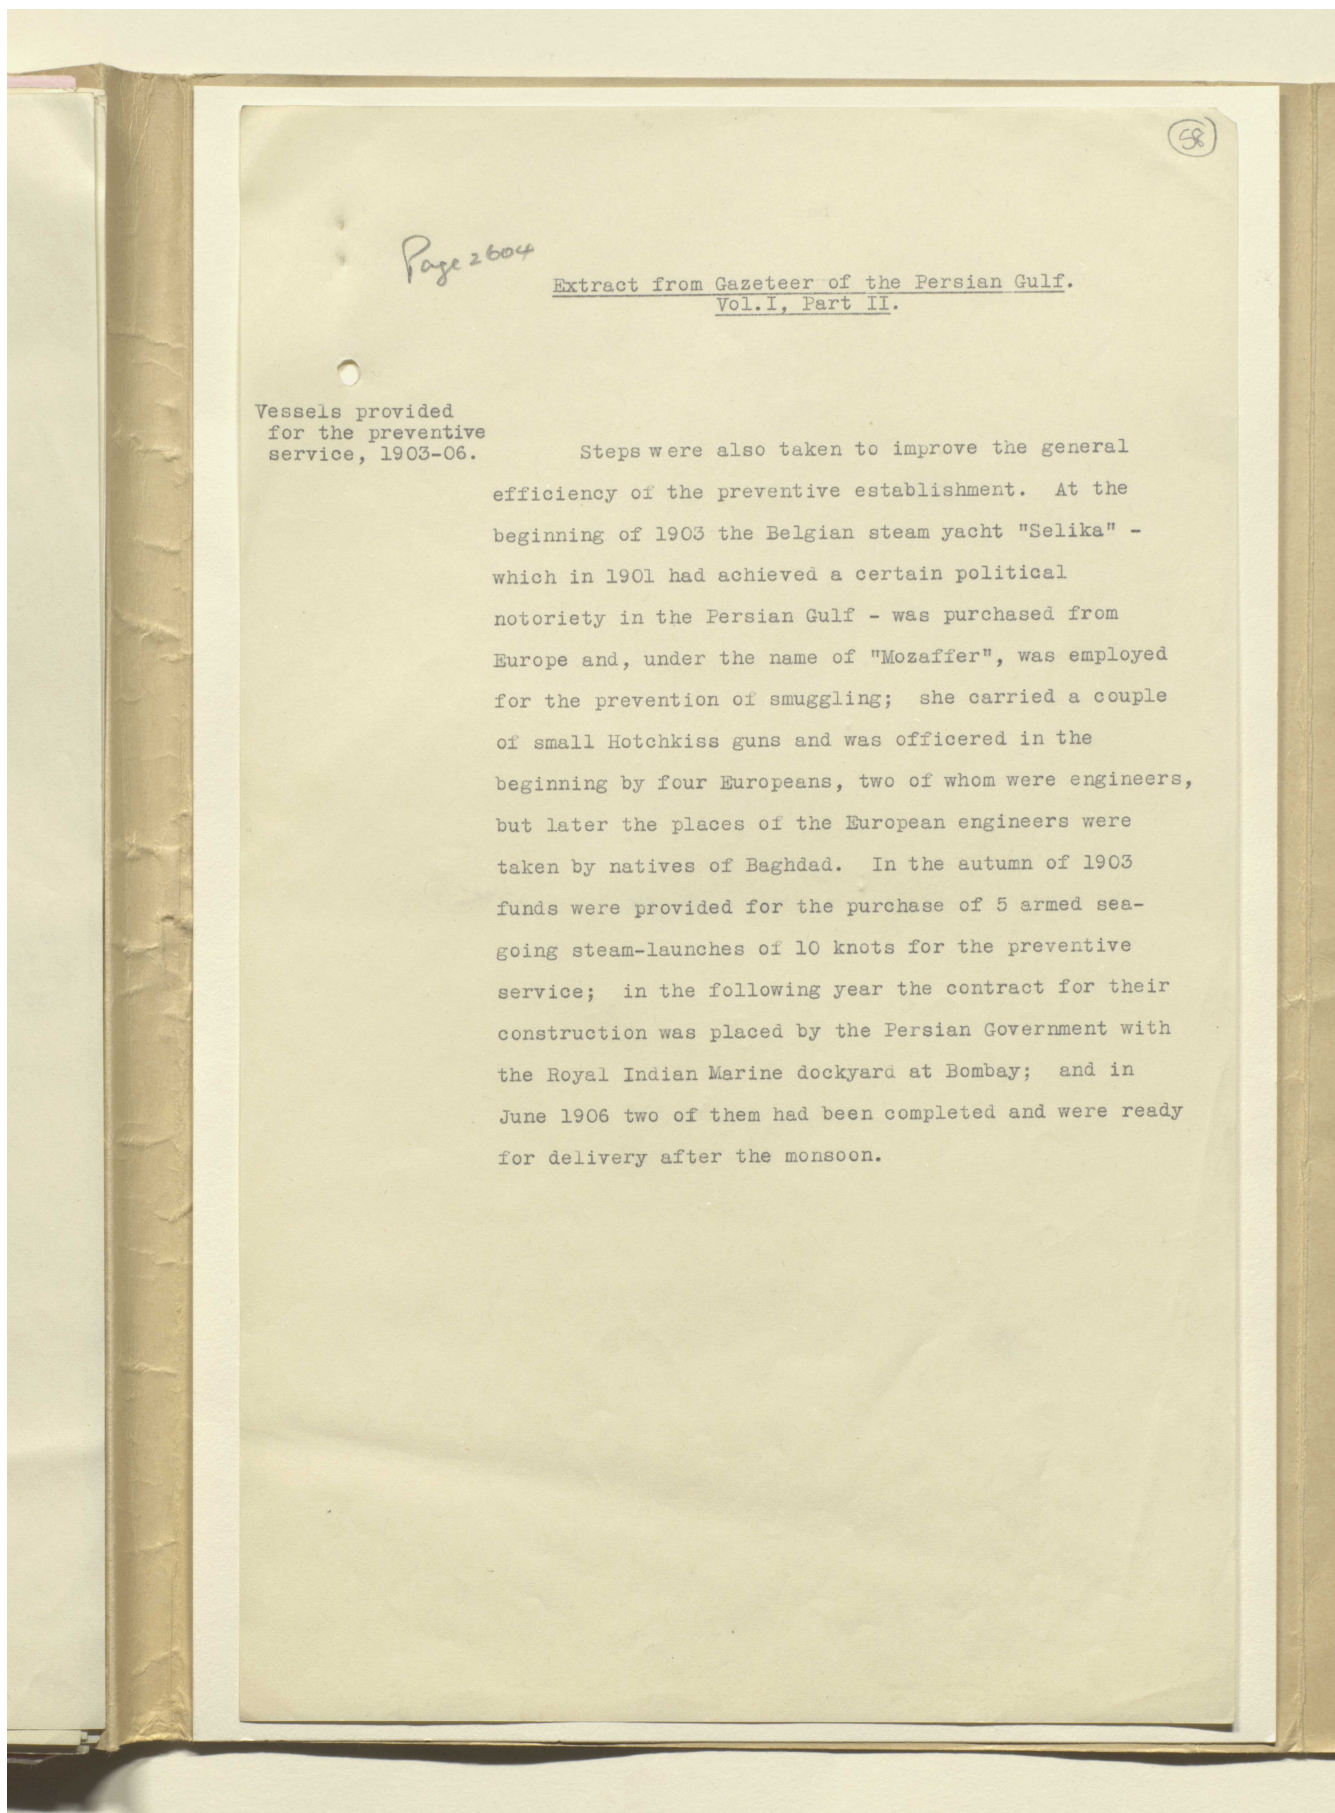 58
Page 2604
Extract from Gazeteer of the Persian Gulf.
Vol.I, Part II.
Vessels provided
for the preventive
service, 1903-06.
Steps were also taken to improve the general
efficiency of the preventive establishment. At the
beginning of 1903 the Belgian steam yacht "Selika" -
which in 1901 had achieved a certain political
notoriety in the Persian Gulf - was purchased from
Europe and, under the name of "Mozaffer", was employed
for the prevention of smuggling; she carried a couple
of small Hotchkiss guns and was officered in the
beginning by four Europeans, two of whom were engineers,
but later the places of the European engineers were
taken by natives of Baghdad. In the autumn of 1903
funds were provided for the purchase of 5 armed sea-
going steam-launches of 10 knots for the preventive
service; in the following year the contract for their
construction was placed by the Persian Government with
the Royal Indian Marine dockyard at Bombay; and in
June 1906 two of them had been completed and were ready
for delivery after the monsoon.